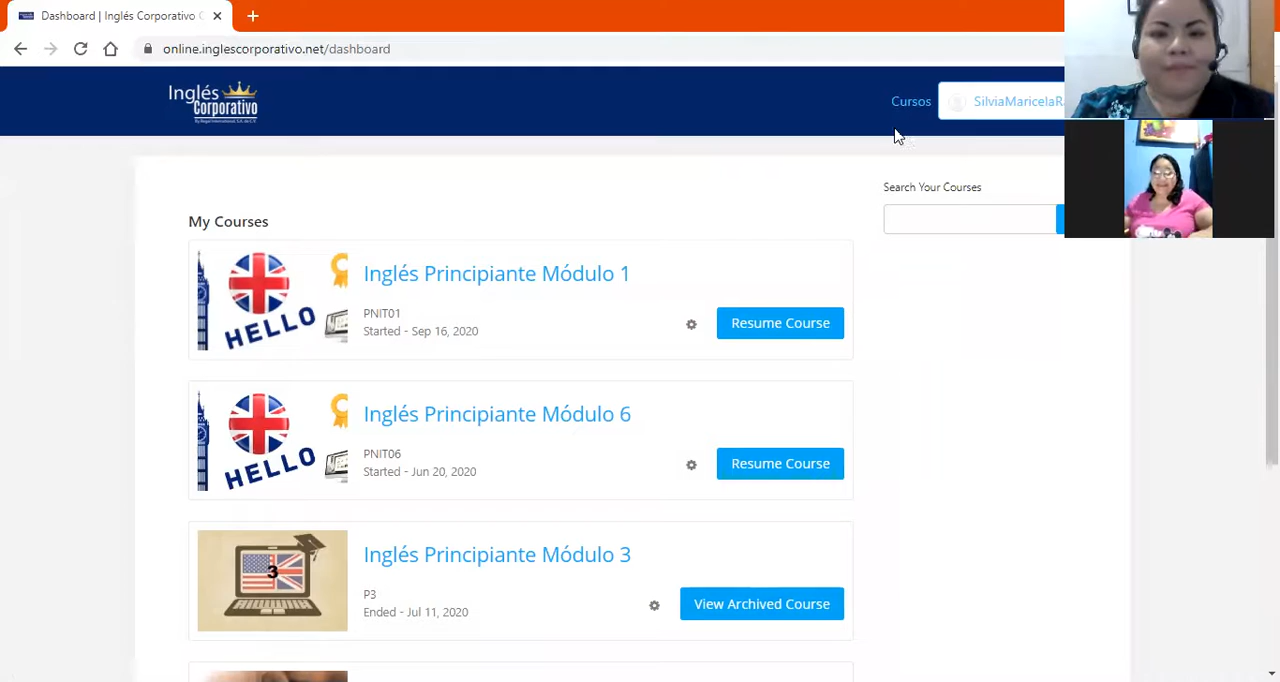 Dashboard | Inglés Corporativo
online.inglescorporativo.net/dashboard
Inglés
Corporativo
Cursos
SilviaMaricelaRa
Search Your Courses
My Courses
HELLO
Inglés Principiante Módulo 1
PNIT01
Started - Sep 16, 2020
Resume Course
HELLO
Inglés Principiante Módulo 6
PNIT06
Started - Jun 20, 2020
Resume Course
3
Inglés Principiante Módulo 3
P3
Ended - Jul 11, 2020
View Archived Course